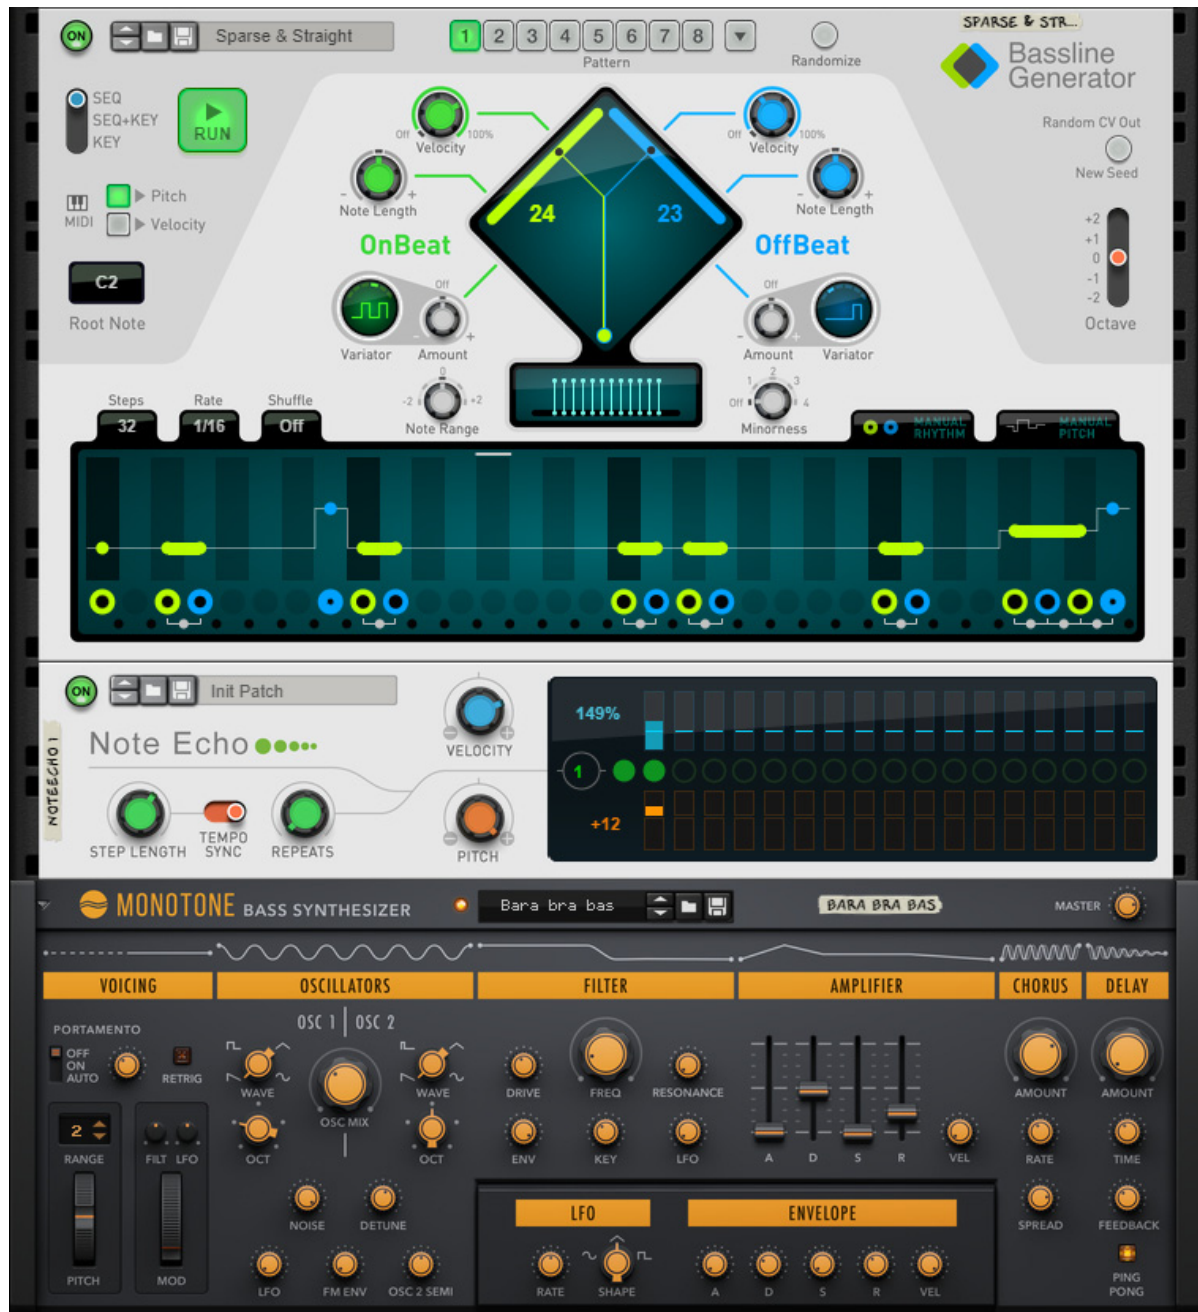 ON
Sparse & Straight
1 2 3 4 5 6 7 8
Pattern
Randomize
SPARSE & STR...
Bassline
Generator
SEQ
SEQ+KEY
KEY
RUN
Off 100%
Velocity
Off 100%
Velocity
Random CV Out
New Seed
MIDI
Pitch
Velocity
- +
Note Length
- +
Note Length
24
23
OnBeat
OffBeat
+2
+1
0
-1
-2
Octave
C2
Root Note
Off
- +
Variator
Amount
Off
- +
Amount
Variator
0
-2 +2
Note Range
Off 1 2 3 4
Minorness
Steps
32
Rate
1/16
Shuffle
Off
MANUAL
RHYTHM
MANUAL
PITCH
ON
Init Patch
NOTEECHO 1
Note Echo
VELOCITY
149%
1
+12
STEP LENGTH
TEMPO
SYNC
REPEATS
PITCH
MONOTONE BASS SYNTHESIZER
Bara bra bas
BARA BRA BAS
MASTER
VOICING
OSCILLATORS
FILTER
AMPLIFIER
CHORUS
DELAY
PORTAMENTO
OFF
ON
AUTO
RETRIG
OSC 1 | OSC 2
WAVE
OSC MIX
WAVE
DRIVE
FREQ
RESONANCE
AMOUNT
AMOUNT
2
RANGE
FILT LFO
OCT
OCT
ENV
KEY
LFO
A D S R
VEL
RATE
TIME
NOISE
DETUNE
LFO
ENVELOPE
SPREAD
FEEDBACK
PITCH
MOD
LFO
FM ENV
OSC 2 SEMI
RATE
SHAPE
A D S R VEL
PING
PONG